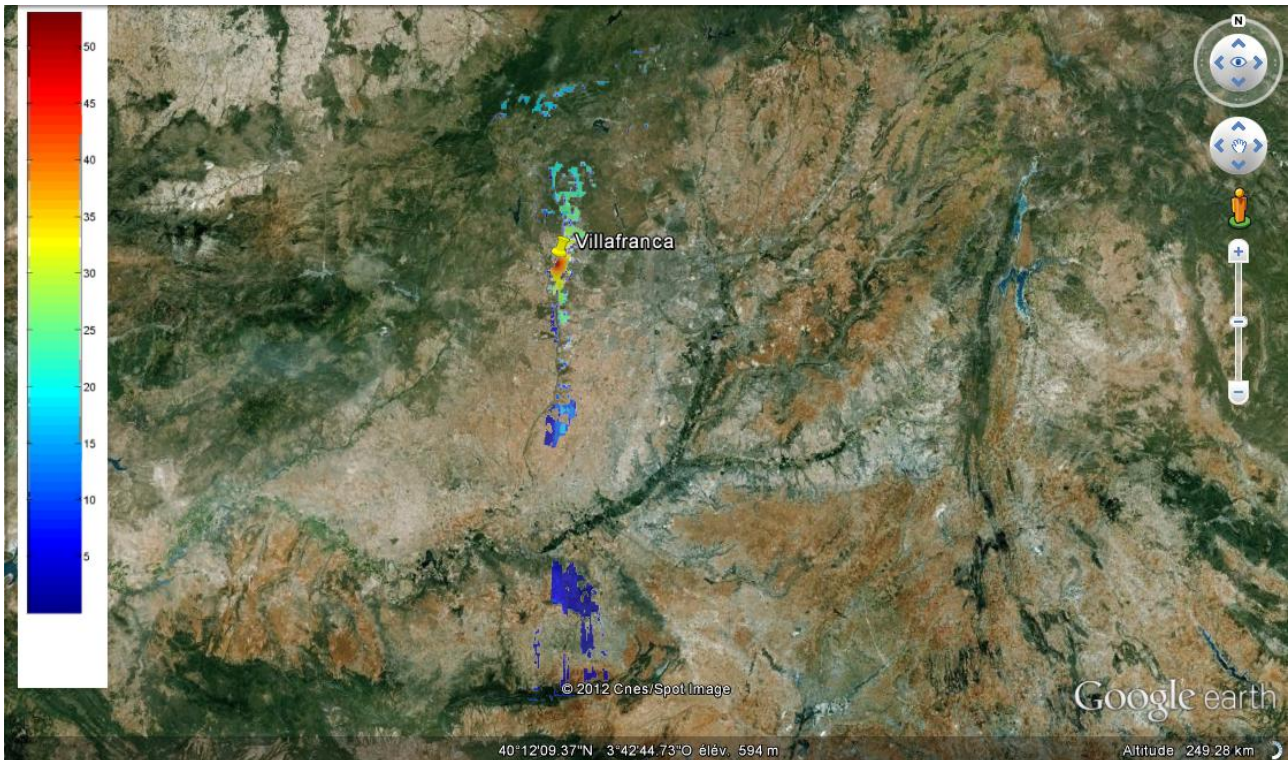 N
50
45
40
35
30
25
20
15
10
5
Villafranca
© 2012 Cnes/Spot Image
Google earth
40°12'09.37"N 3°42'44.73"O élév. 594 m
Altitude 249.28 km